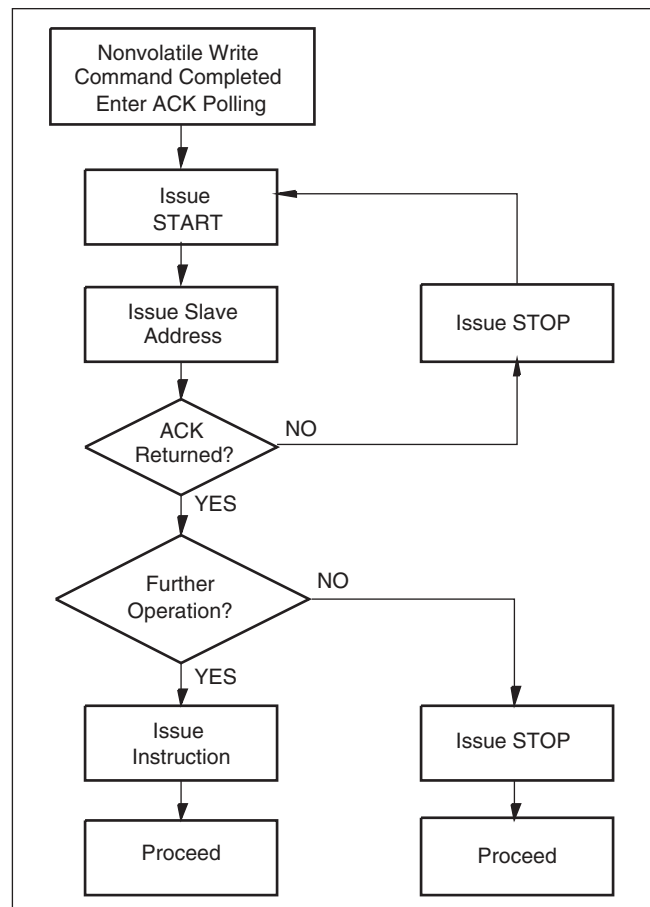 Nonvolatile Write
Command Completed
Enter ACK Polling
Issue
START
Issue Slave
Address
Issue STOP
ACK
Returned?
NO
YES
Further
Operation?
NO
YES
Issue
Instruction
Issue STOP
Proceed
Proceed